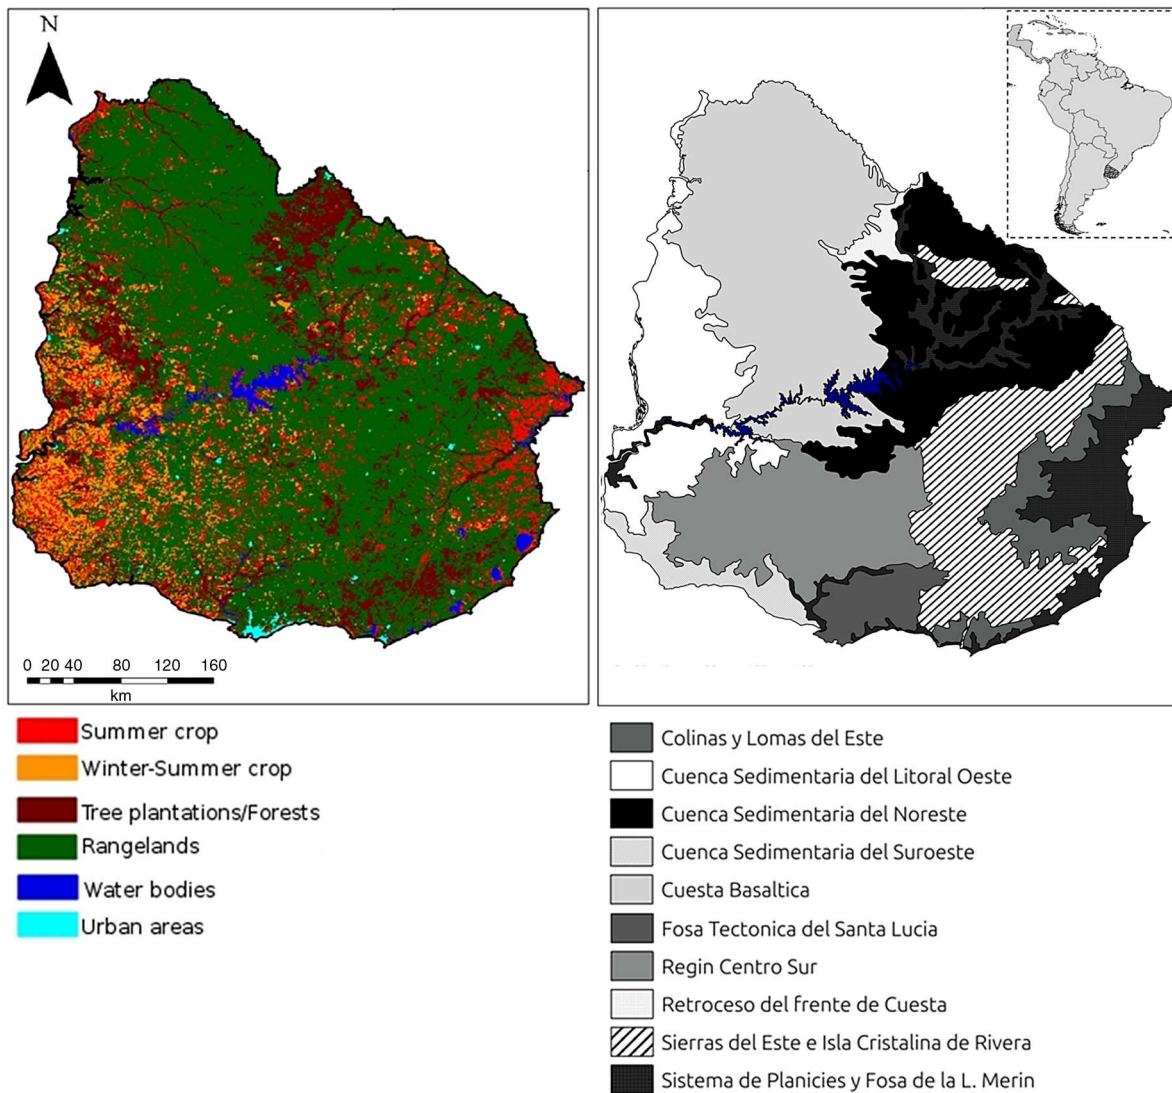 N
0 20 40 80 120 160
km
Summer crop
Winter-Summer crop
Tree plantations/Forests
Rangelands
Water bodies
Urban areas
Colinas y Lomas del Este
Cuenca Sedimentaria del Litoral Oeste
Cuenca Sedimentaria del Noreste
Cuenca Sedimentaria del Suroeste
Cuesta Basaltica
Fosa Tectonica del Santa Lucia
Regin Centro Sur
Retroceso del frente de Cuesta
Sierras del Este e Isla Cristalina de Rivera
Sistema de Planicies y Fosa de la L. Merin